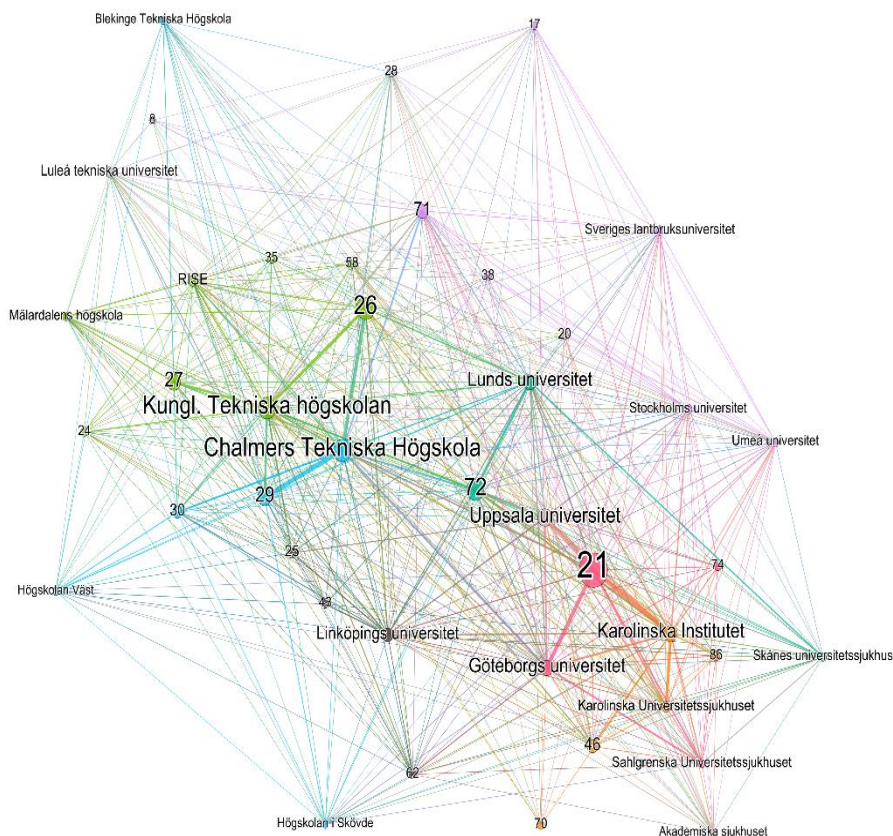 Blekinge Tekniska Högskola
17
28
8
Luleå tekniska universitet
71
Sveriges lantbruksuniversitet
35
58
38
RISE
26
Mälardalens högskola
20
27
Lunds universitet
Kungl. Tekniska högskolan
Stockholms universitet
24
Umeå universitet
Chalmers Tekniska Högskola
72
29
30
Uppsala universitet
25
21
74
Högskolan Väst
Linköpings universitet
Karolinska Institutet
86
Skånes universitetssjukhus
Göteborgs universitet
Karolinska Universitetssjukhuset
46
Sahlgrenska Universitetssjukhuset
62
Högskolan i Skövde
70
Akademiska sjukhuset